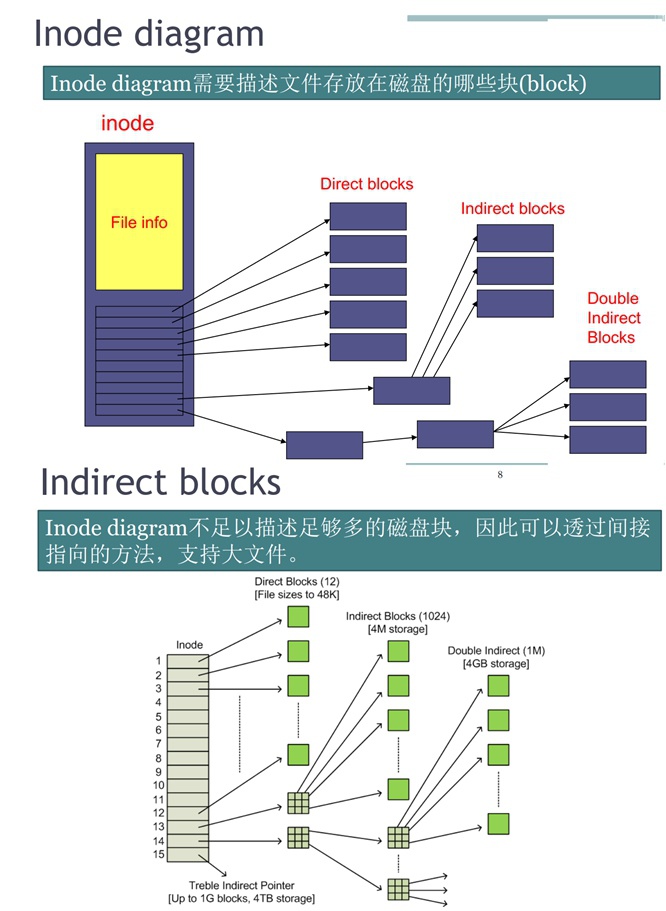 Inode diagram
Inode diagram需要描述文件存放在磁盘的哪些块(block)
inode
File info
Direct blocks
Indirect blocks
Double
Indirect
Blocks
8
Indirect blocks
Inode diagram不足以描述足够多的磁盘块，因此可以透过间接
指向的方法，支持大文件。
Direct Blocks (12)
[File sizes to 48K]
Indirect Blocks (1024)
[4M storage]
Double Indirect (1M)
[4GB storage]
Inode
1
2
3
4
5
6
7
8
9
10
11
12
13
14
15
Treble Indirect Pointer
[Up to 1G blocks, 4TB storage]